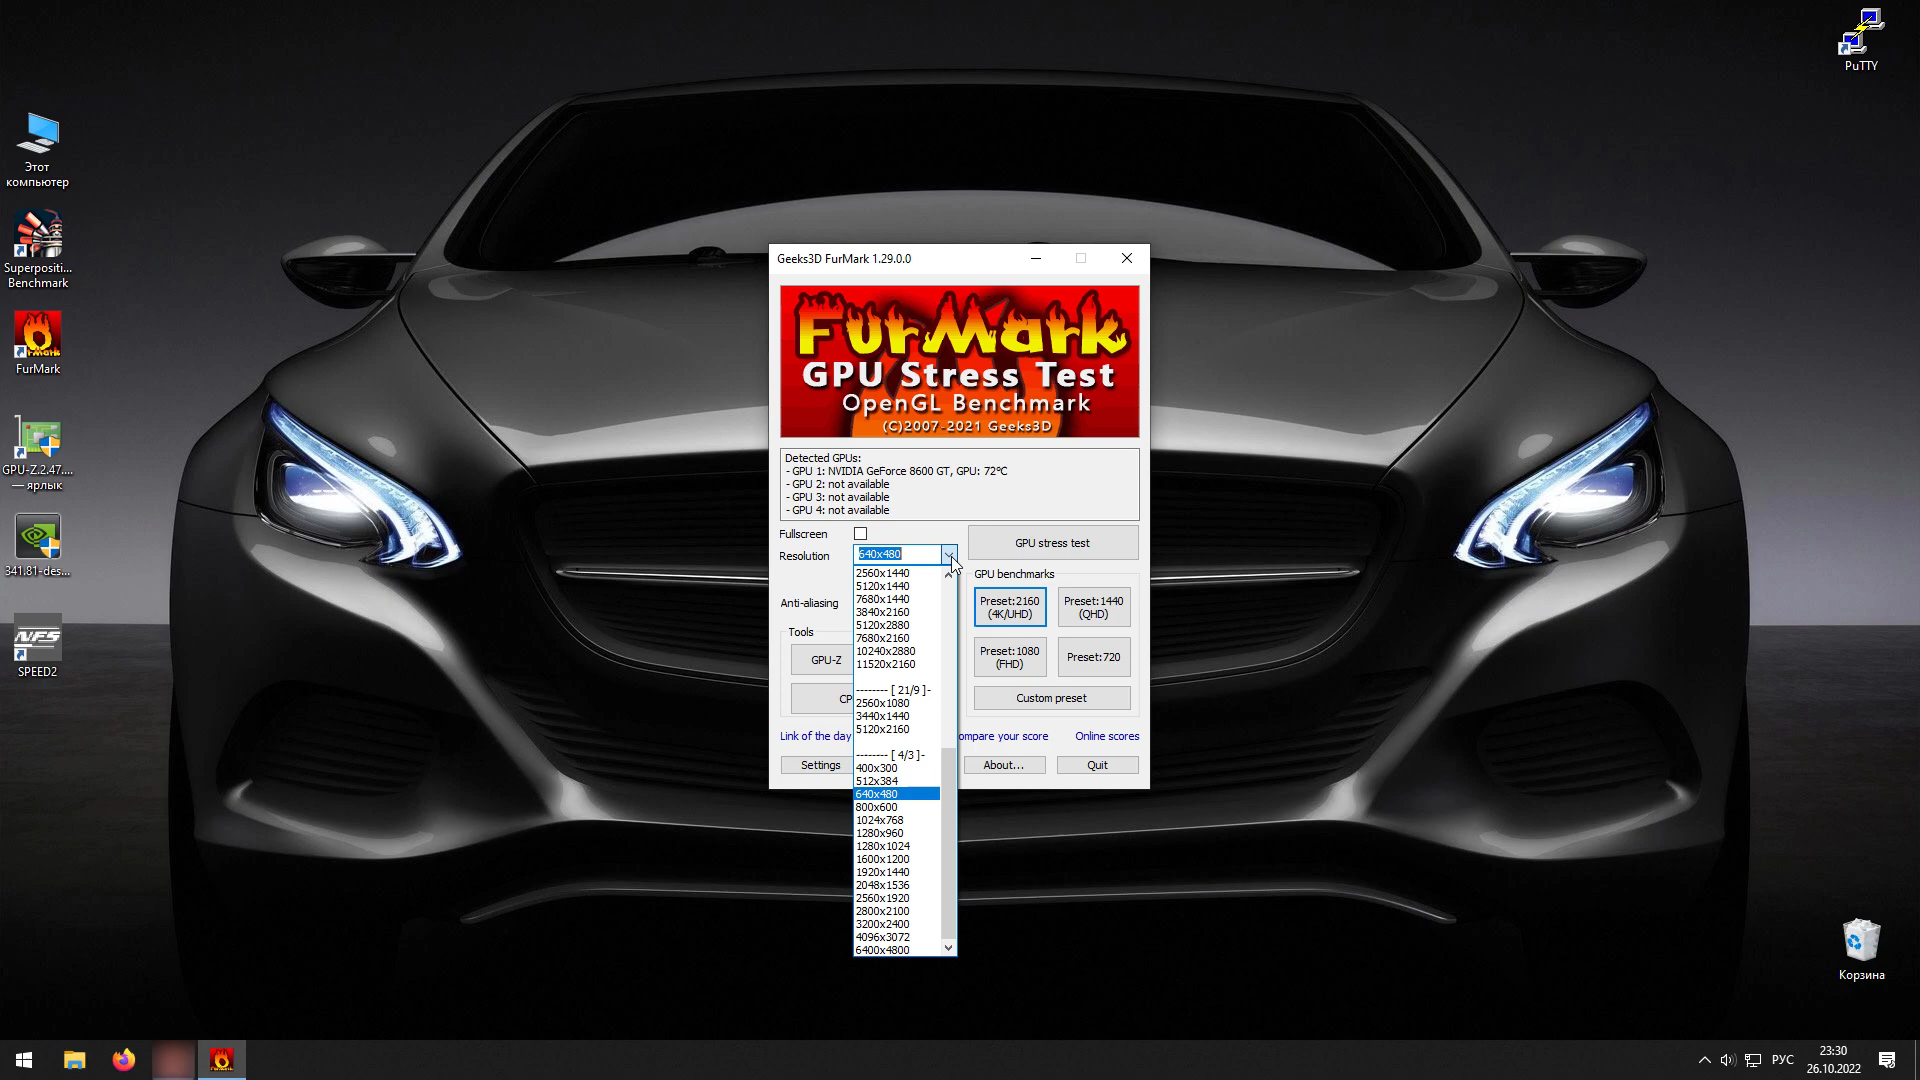 PuTTY
Этот
компьютер
Superpositi...
Benchmark
FurMark
FurMark
GPU-Z.2.47....
— ярлык
341.81-des...
NFS
SPEED2
Geeks3D FurMark 1.29.0.0
FurMark
GPU Stress Test
OpenGL Benchmark
(C)2007-2021 Geeks3D
Detected GPUs:
- GPU 1: NVIDIA GeForce 8600 GT, GPU: 72°C
- GPU 2: not available
- GPU 3: not available
- GPU 4: not available
Fullscreen
GPU stress test
Resolution
640x480
2560x1440
5120x1440
7680x1440
3840x2160
5120x2880
7680x2160
10240x2880
11520x2160
-------- [ 21/9 ]-
2560x1080
3440x1440
5120x2160
-------- [ 4/3 ]-
400x300
512x384
640x480
800x600
1024x768
1280x960
1280x1024
1600x1200
1920x1440
2048x1536
2560x1920
2800x2100
3200x2400
4096x3072
6400x4800
Anti-aliasing
Tools
GPU-Z
CP
GPU benchmarks
Preset:2160
(4K/UHD)
Preset:1440
(QHD)
Preset:1080
(FHD)
Preset:720
Custom preset
Link of the day
ompare your score
Online scores
Settings
About...
Quit
Корзина
РУС
23:30
26.10.2022